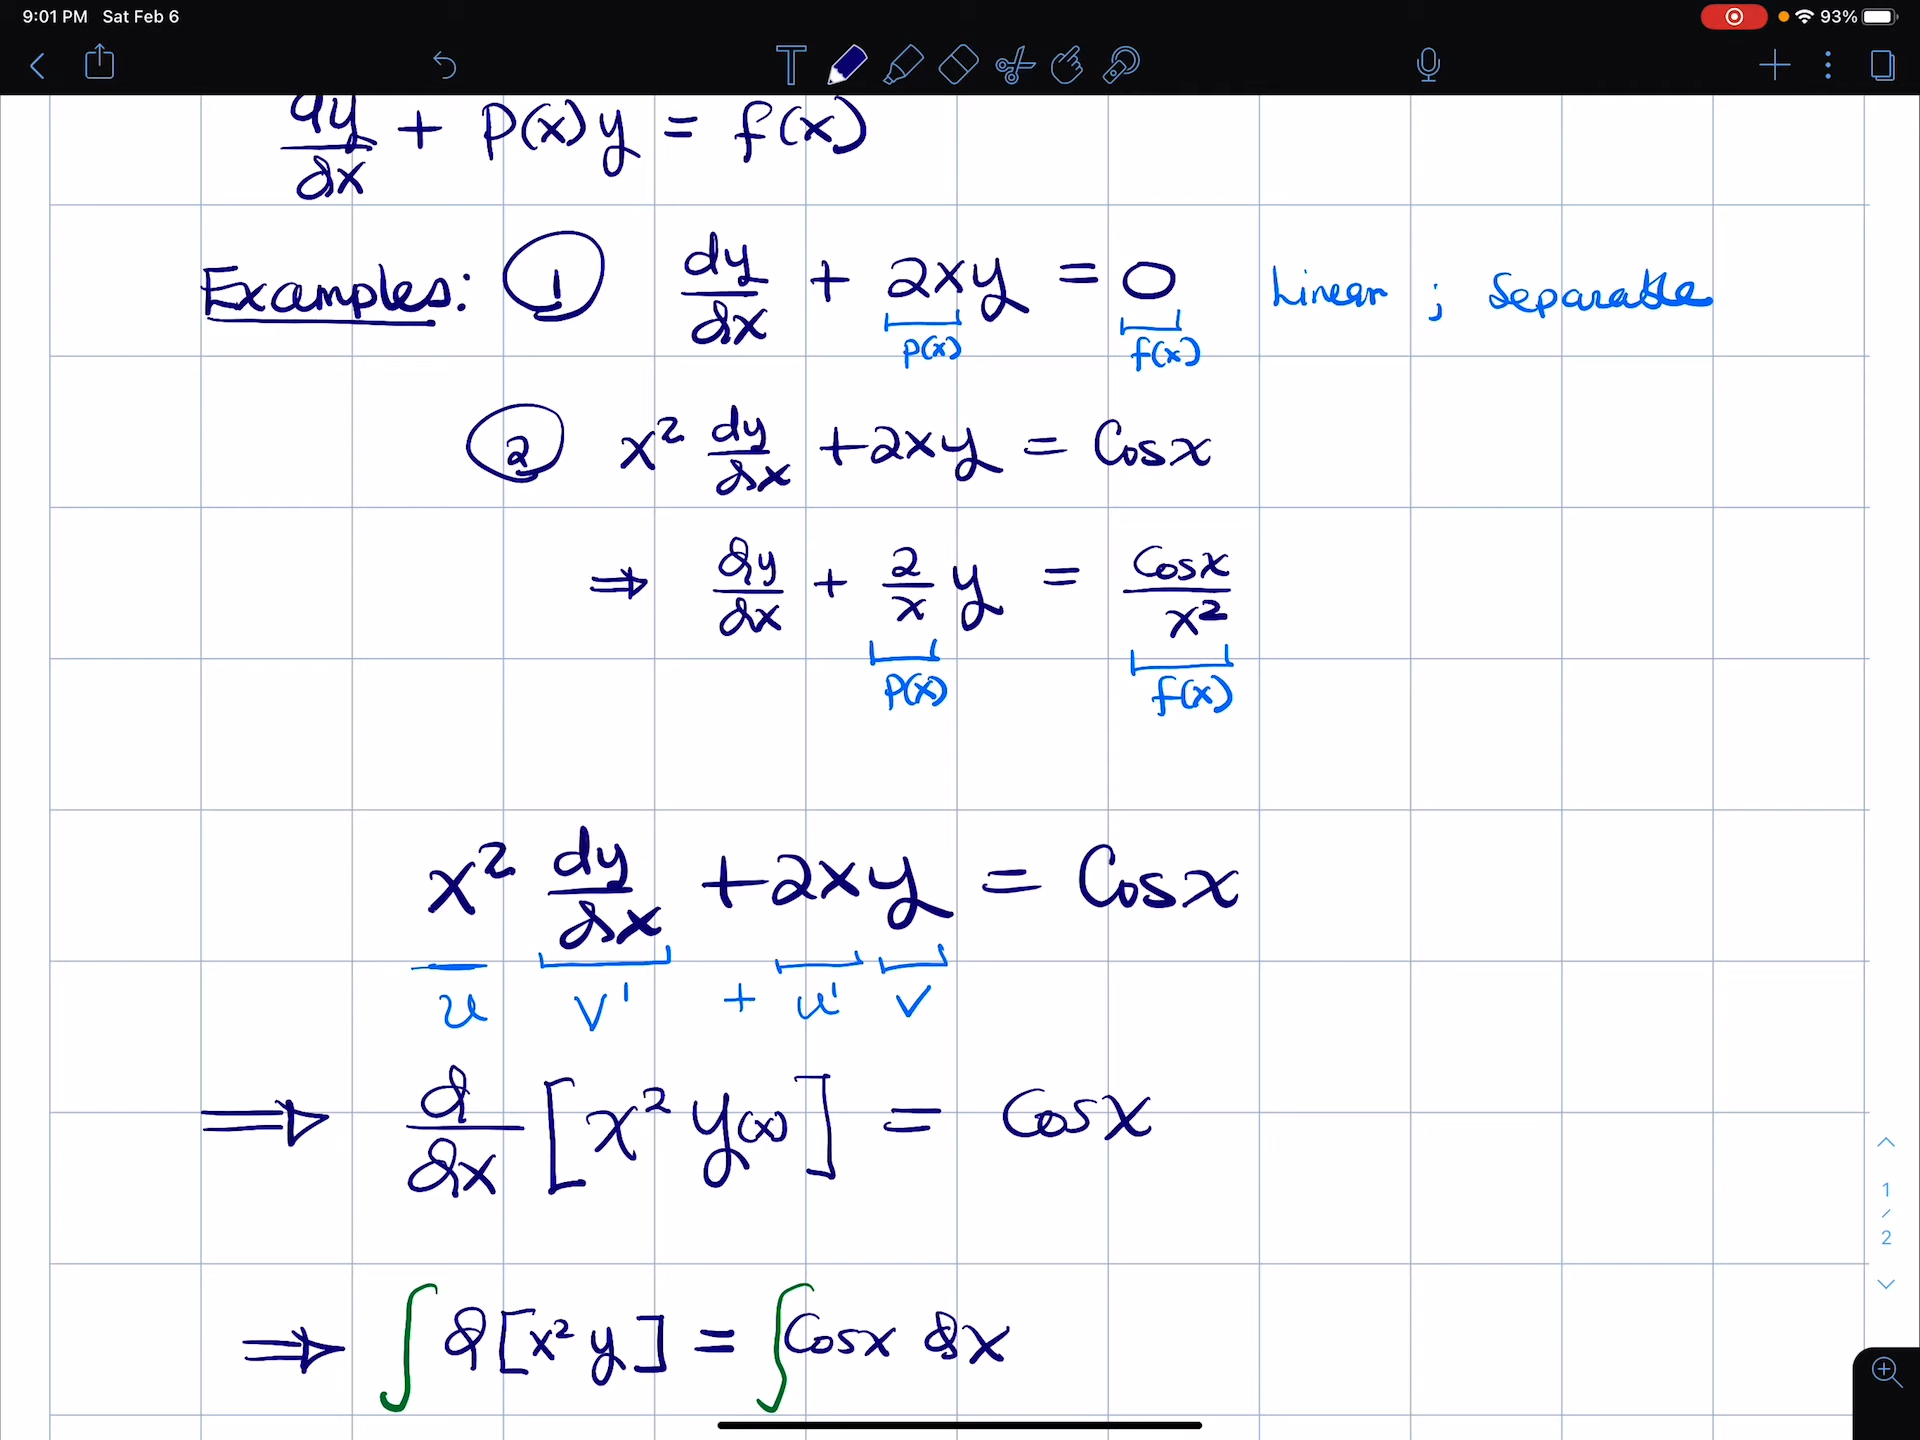 9:01 PM Sat Feb 6 93%
dy/dx + P(x)y = f(x)
Examples: ① dy/dx + 2xy = 0 Linear ; Separable
P(x) f(x)
② x² dy/dx + 2xy = Cosx
⇒ dy/dx + 2/x y = Cosx/x²
P(x) f(x)
x² dy/dx + 2xy = Cosx
u v' + u' v
⇒ d/dx [x² y(x)] = Cosx
1
/
2
⇒ ∫ d[x² y] = ∫ Cosx dx